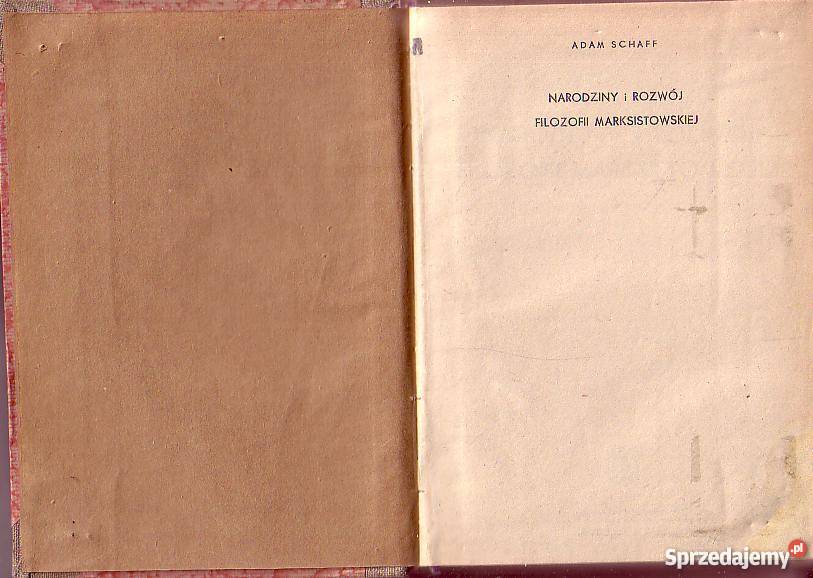 ADAM SCHAFF
NARODZINY i ROZWÓJ
FILOZOFII MARKSISTOWSKIEJ
Sprzedajemy.pl